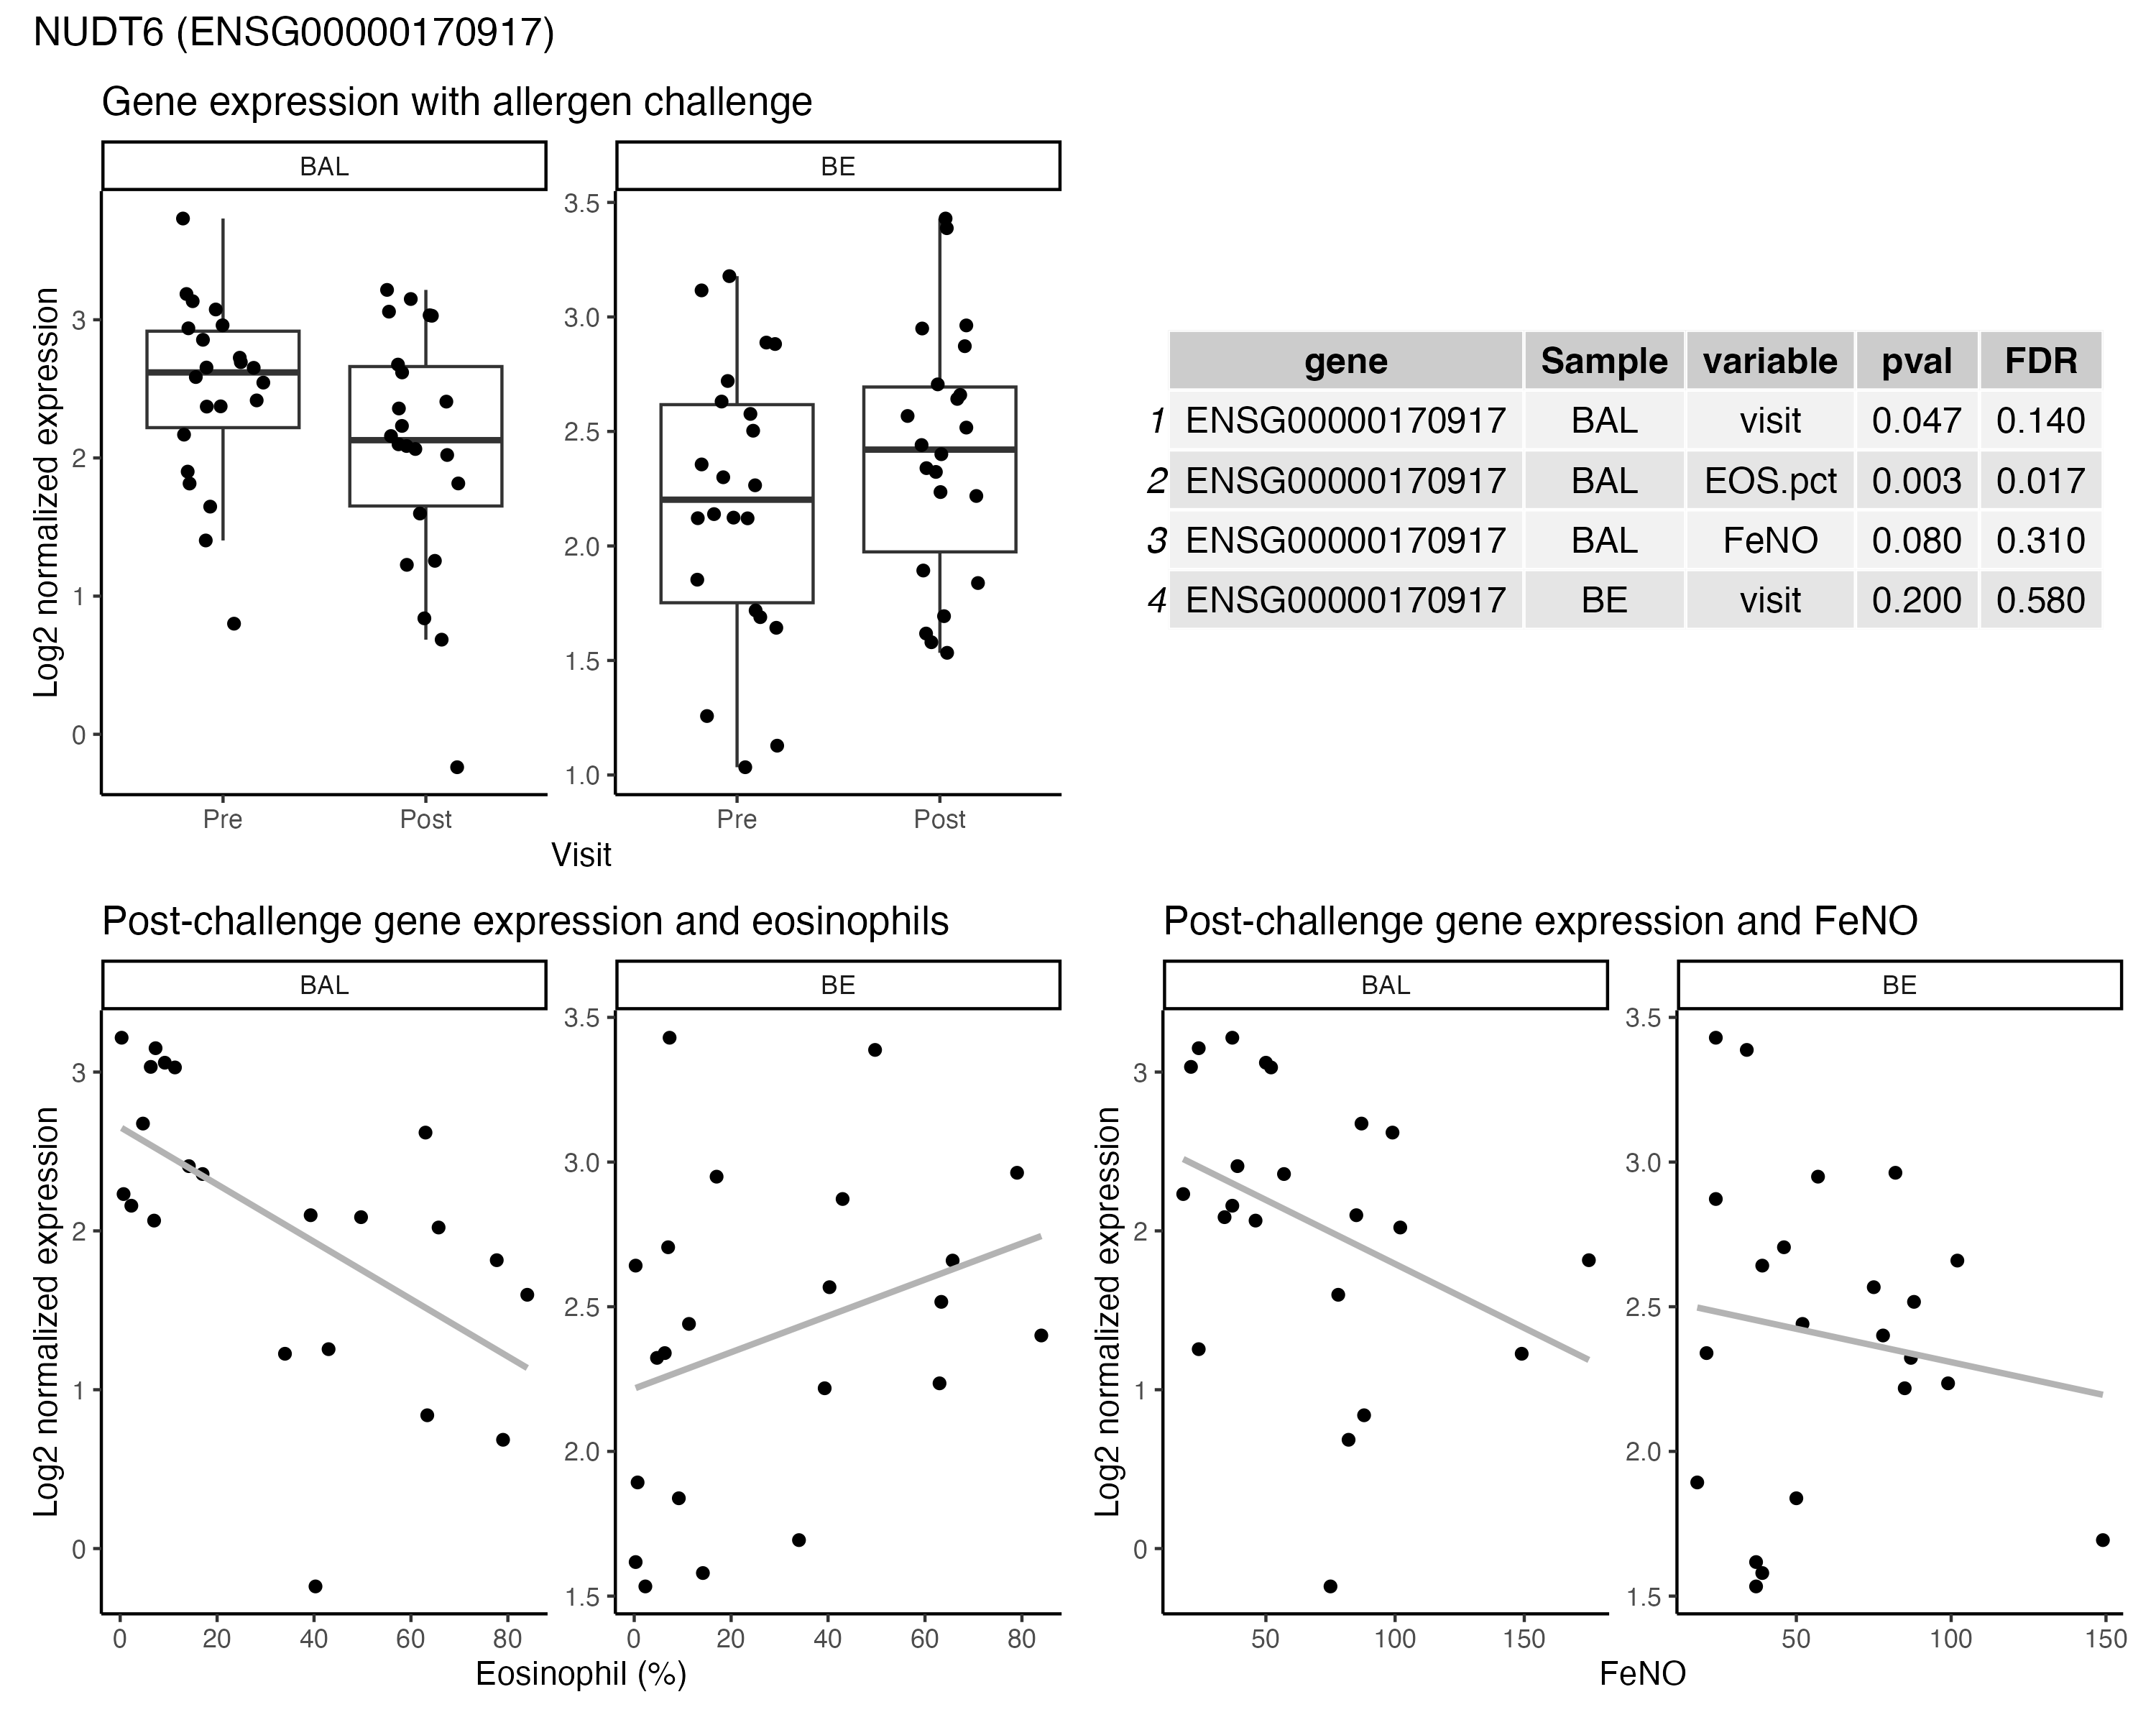 NUDT6 (ENSG00000170917)
Gene expression with allergen challenge
BAL
BE
Log2 normalized expression
3
2
1
0
3.5
3.0
2.5
2.0
1.5
1.0
Pre
Post
Pre
Post
Visit
gene Sample variable pval FDR
1 ENSG00000170917 BAL visit 0.047 0.140
2 ENSG00000170917 BAL EOS.pct 0.003 0.017
3 ENSG00000170917 BAL FeNO 0.080 0.310
4 ENSG00000170917 BE visit 0.200 0.580
Post-challenge gene expression and eosinophils
BAL
BE
Log2 normalized expression
3
2
1
0
3.5
3.0
2.5
2.0
1.5
0 20 40 60 80
0 20 40 60 80
Eosinophil (%)
Post-challenge gene expression and FeNO
BAL
BE
Log2 normalized expression
3
2
1
0
3.5
3.0
2.5
2.0
1.5
50 100 150
50 100 150
FeNO